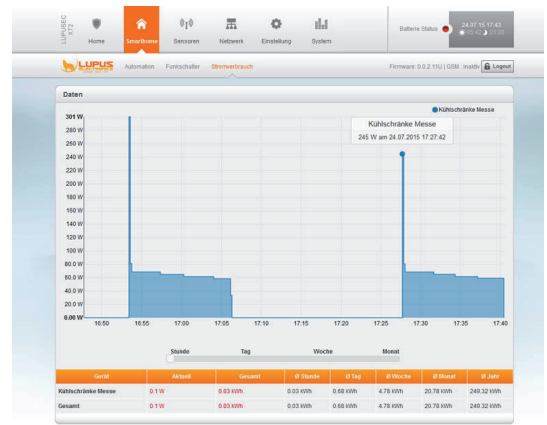 LUPUSEC
XT2
Home
Smarthome
Sensoren
Netzwerk
Einstellung
System
Batterie Status
24.07.15 17:43
05:42 21:20
LUPUS
Automation Funkschalter Stromverbrauch
Firmware: 0.0.2.11U | GSM : Inaktiv Logout
Daten
Kühlschränke Messe
Kühlschränke Messe
245 W am 24.07.2015 17:27:42
301 W
280 W
260 W
240 W
220 W
200 W
180 W
160 W
140 W
120 W
100 W
80.0 W
60.0 W
40.0 W
20.0 W
0.00 W
16:50 16:55 17:00 17:05 17:10 17:15 17:20 17:25 17:30 17:35 17:40
Stunde Tag Woche Monat
Gerät Aktuell Gesamt Ø Stunde Ø Tag Ø Woche Ø Monat Ø Jahr
Kühlschränke Messe 0.1 W 0.03 kWh 0.03 kWh 0.68 kWh 4.78 kWh 20.78 kWh 249.32 kWh
Gesamt 0.1 W 0.03 kWh 0.03 kWh 0.68 kWh 4.78 kWh 20.78 kWh 249.32 kWh